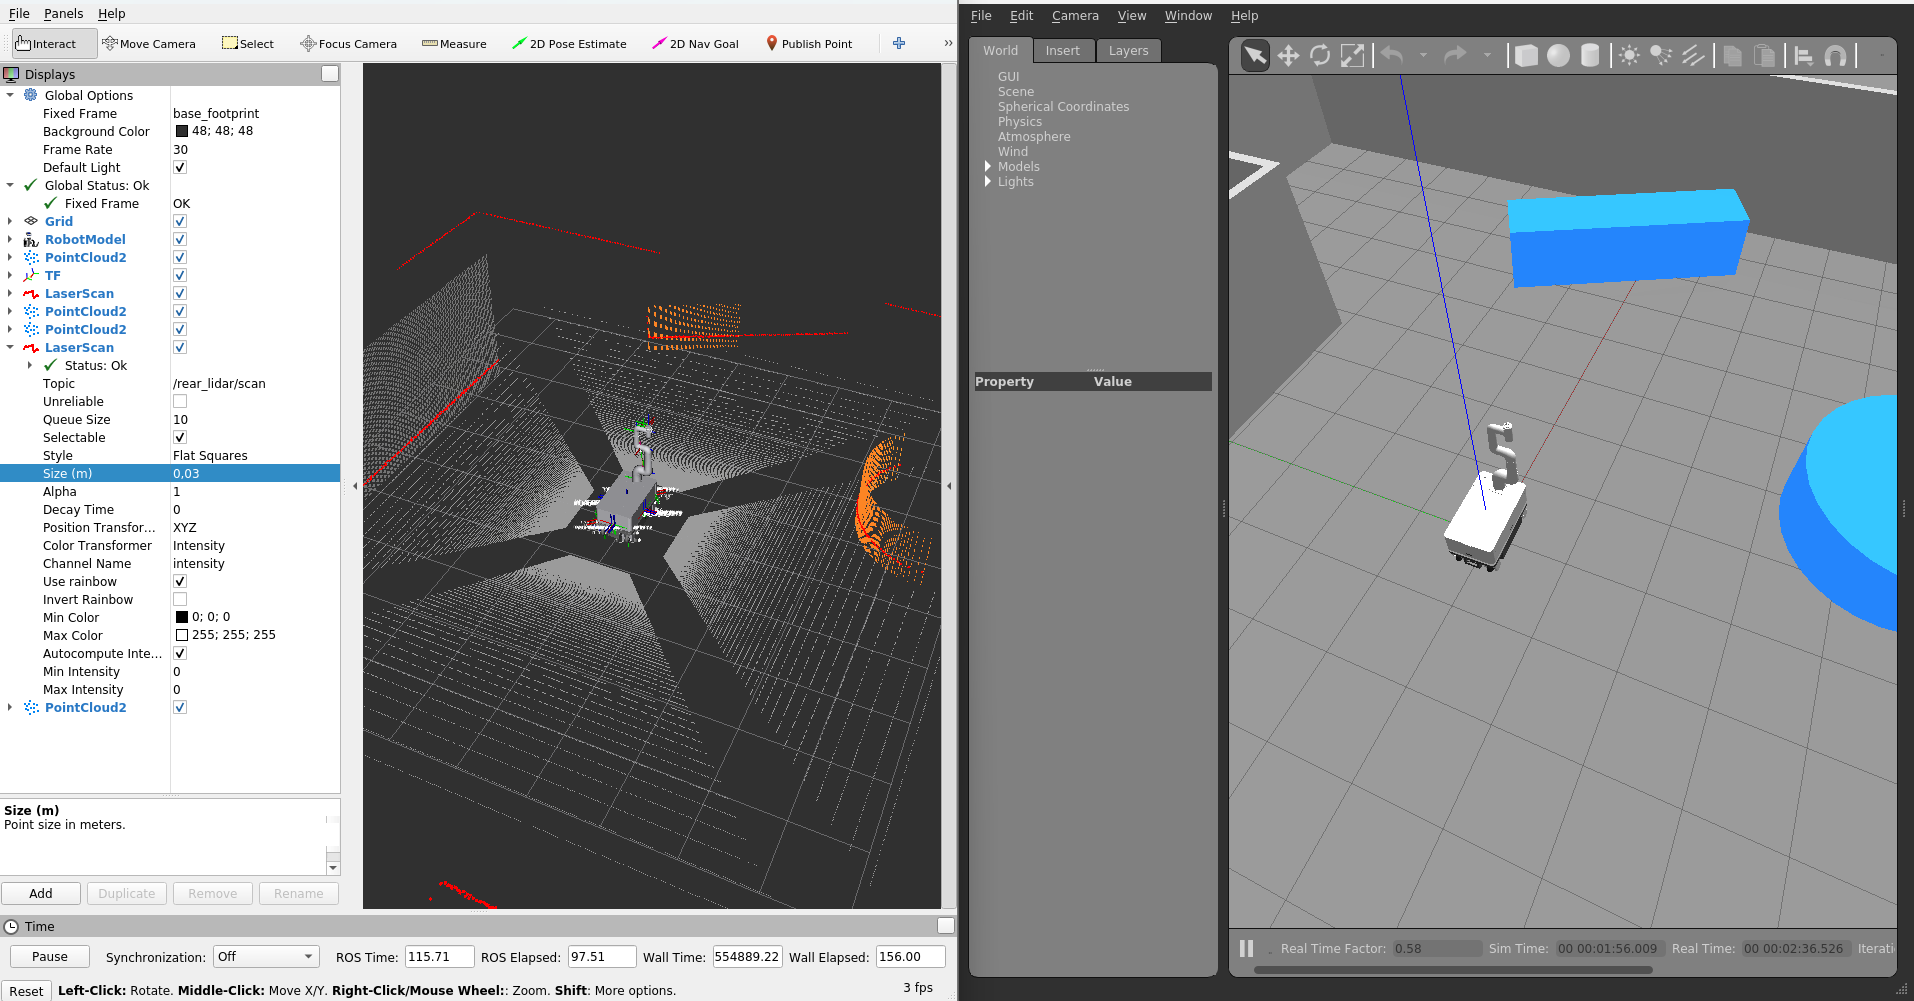 File Panels Help
Interact Move Camera Select Focus Camera Measure 2D Pose Estimate 2D Nav Goal Publish Point »
Displays
Global Options
Fixed Frame base_footprint
Background Color 48; 48; 48
Frame Rate 30
Default Light
Global Status: Ok
Fixed Frame OK
Grid
RobotModel
PointCloud2
TF
LaserScan
PointCloud2
PointCloud2
LaserScan
Status: Ok
Topic /rear_lidar/scan
Unreliable
Queue Size 10
Selectable
Style Flat Squares
Size (m) 0,03
Alpha 1
Decay Time 0
Position Transfor... XYZ
Color Transformer Intensity
Channel Name intensity
Use rainbow
Invert Rainbow
Min Color 0; 0; 0
Max Color 255; 255; 255
Autocompute Inte...
Min Intensity 0
Max Intensity 0
PointCloud2
Size (m)
Point size in meters.
Add Duplicate Remove Rename
Time
Pause Synchronization: Off ROS Time: 115.71 ROS Elapsed: 97.51 Wall Time: 554889.22 Wall Elapsed: 156.00
Reset Left-Click: Rotate. Middle-Click: Move X/Y. Right-Click/Mouse Wheel:: Zoom. Shift: More options. 3 fps
File Edit Camera View Window Help
World Insert Layers
GUI
Scene
Spherical Coordinates
Physics
Atmosphere
Wind
Models
Lights
Property Value
Real Time Factor: 0.58 Sim Time: 00 00:01:56.009 Real Time: 00 00:02:36.526 Iterati